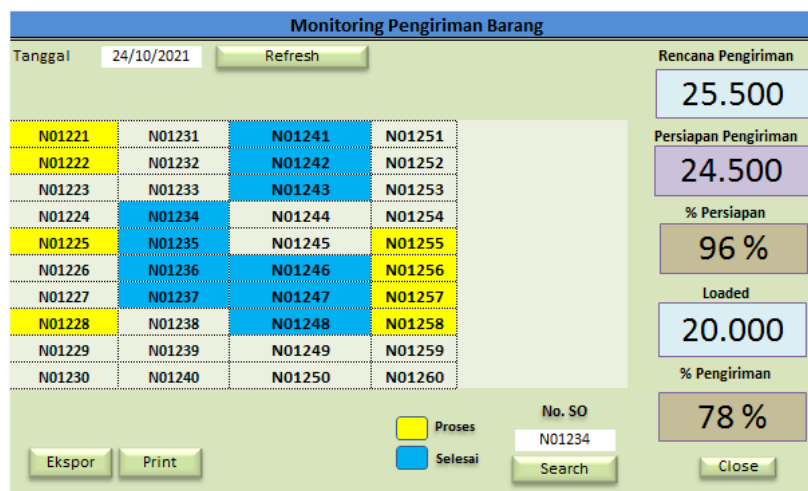 Monitoring Pengiriman Barang
Tanggal 24/10/2021 Refresh
Rencana Pengiriman
25.500
Persiapan Pengiriman
24.500
% Persiapan
96 %
Loaded
20.000
% Pengiriman
78 %
N01221 N01231 N01241 N01251
N01222 N01232 N01242 N01252
N01223 N01233 N01243 N01253
N01224 N01234 N01244 N01254
N01225 N01235 N01245 N01255
N01226 N01236 N01246 N01256
N01227 N01237 N01247 N01257
N01228 N01238 N01248 N01258
N01229 N01239 N01249 N01259
N01230 N01240 N01250 N01260
Proses
Selesai
No. SO
N01234
Ekspor Print Search Close